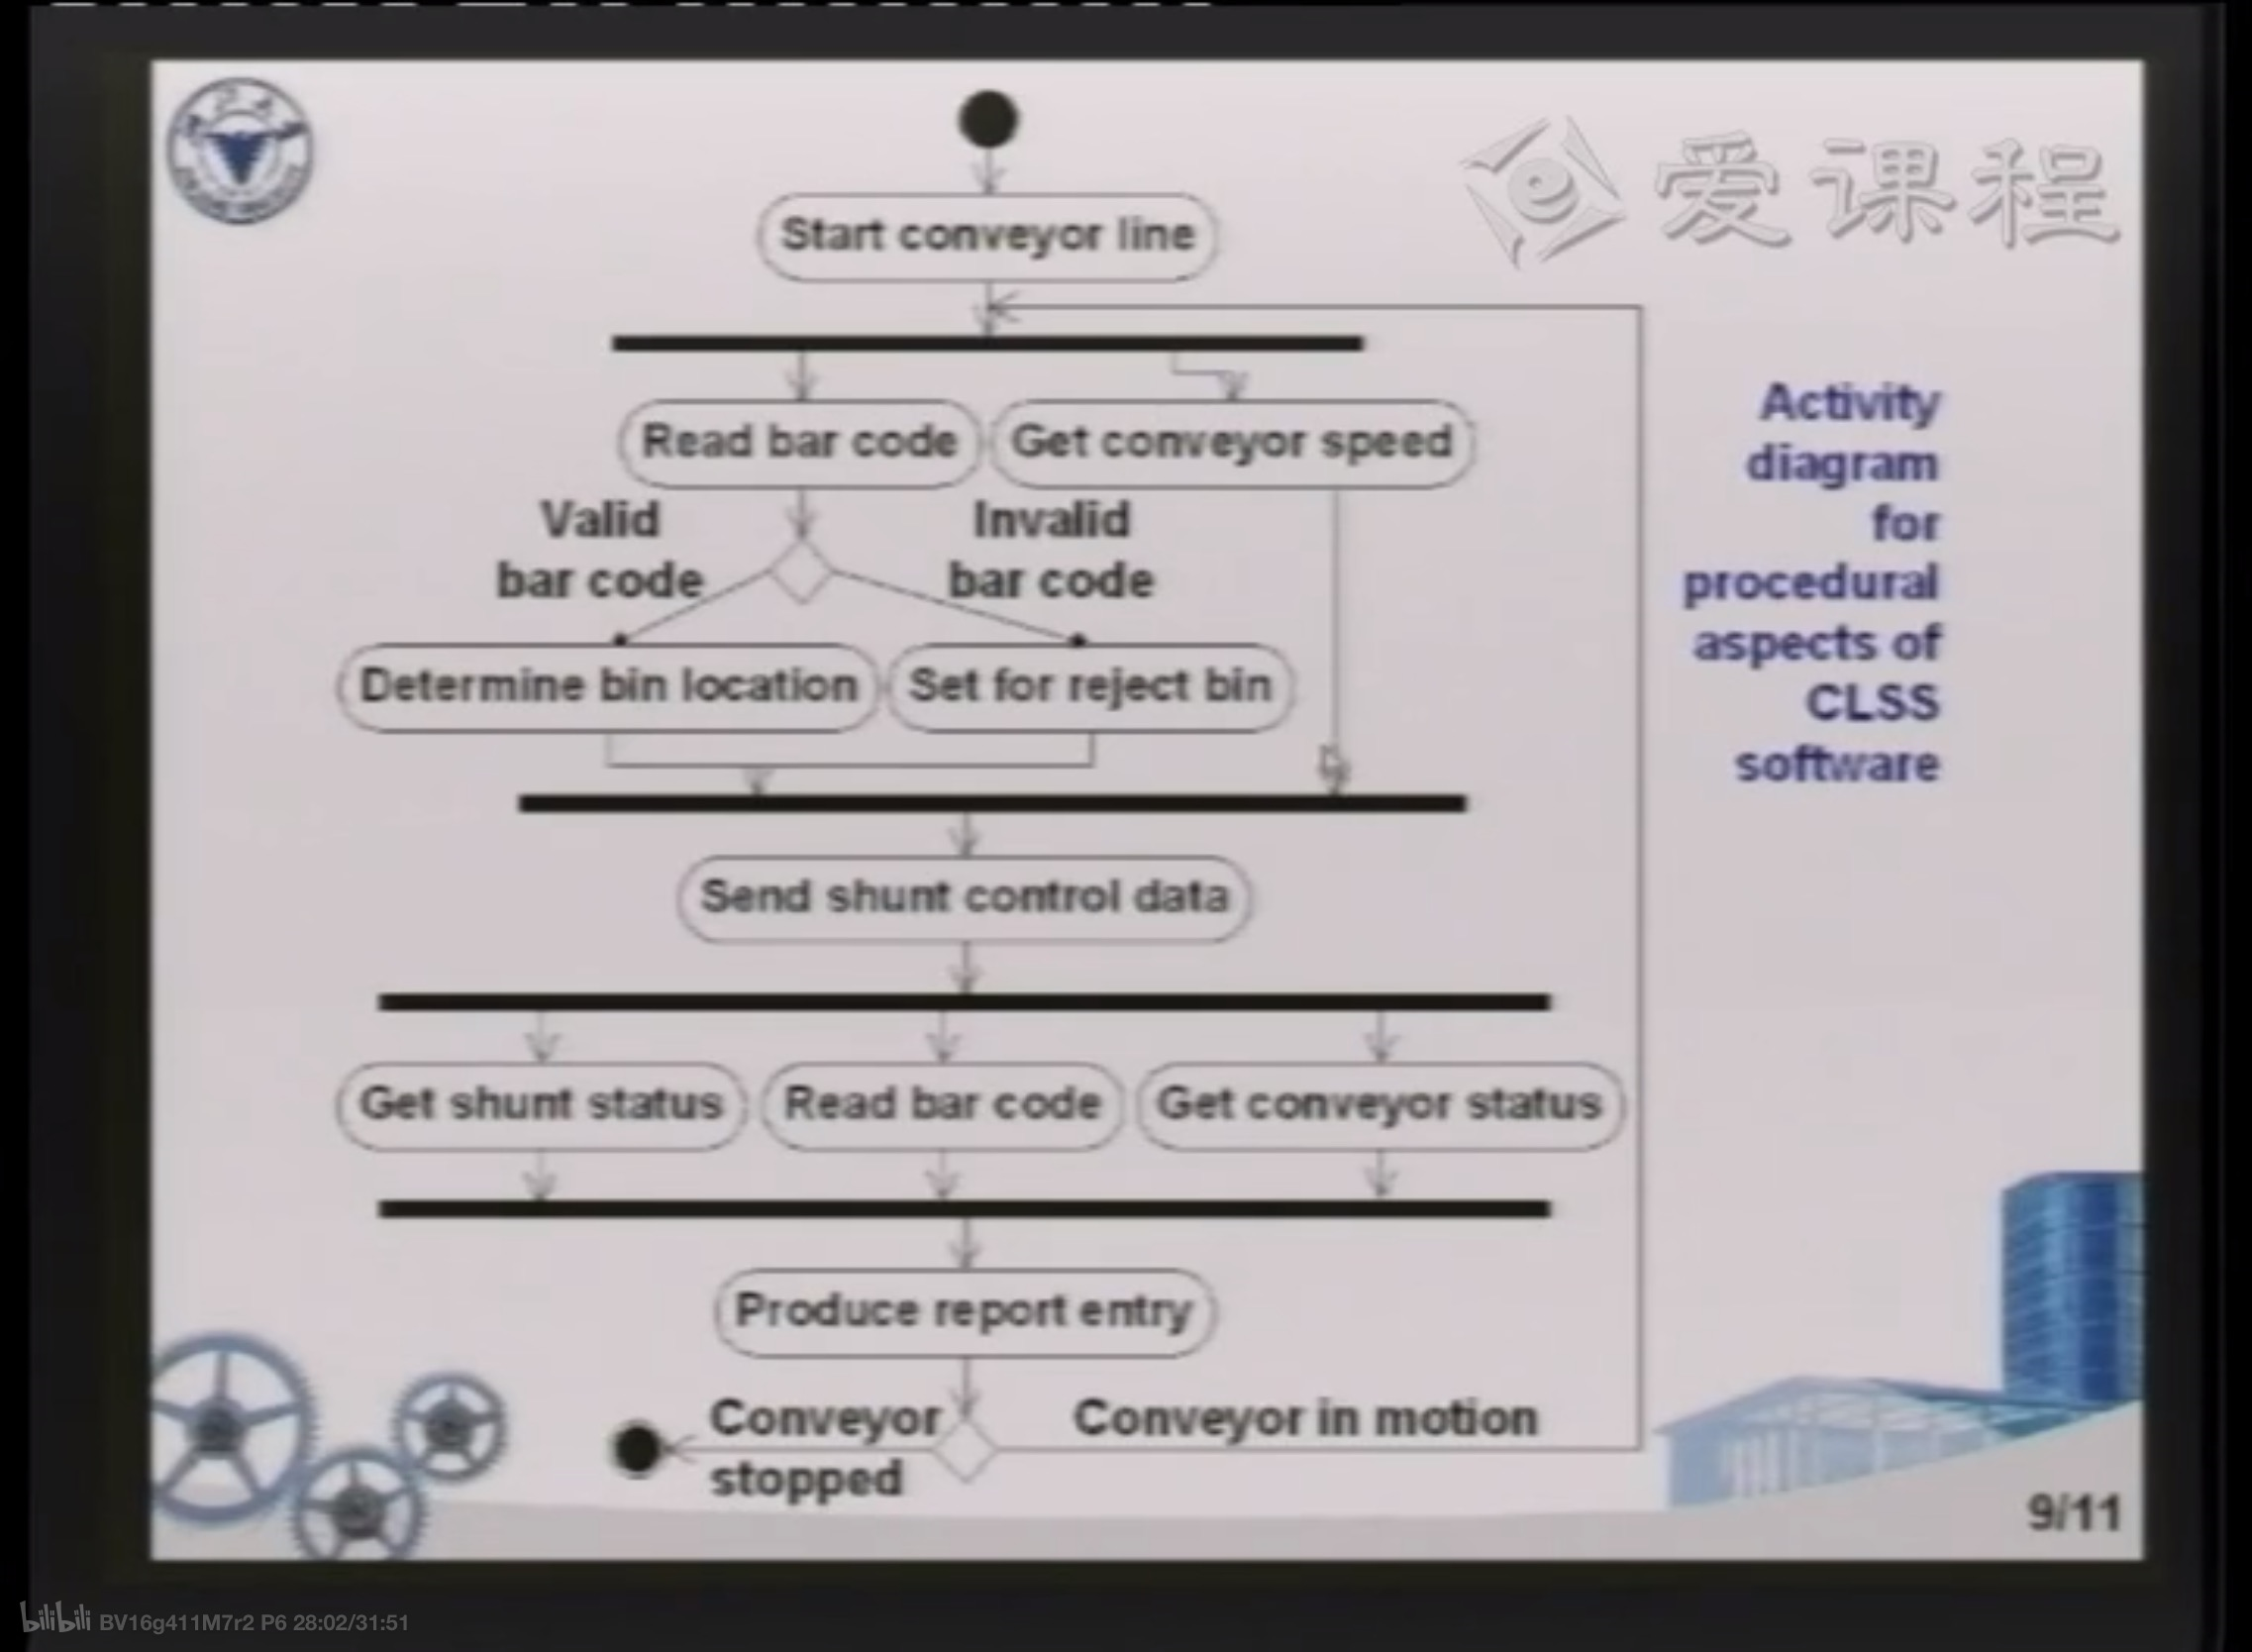 爱课程
Start conveyor line
Read bar code
Get conveyor speed
Valid
bar code
Invalid
bar code
Determine bin location
Set for reject bin
Send shunt control data
Get shunt status
Read bar code
Get conveyor status
Produce report entry
Conveyor
stopped
Conveyor in motion
Activity
diagram
for
procedural
aspects of
CLSS
software
9/11
bilibili BV16g411M7r2 P6 28:02/31:51